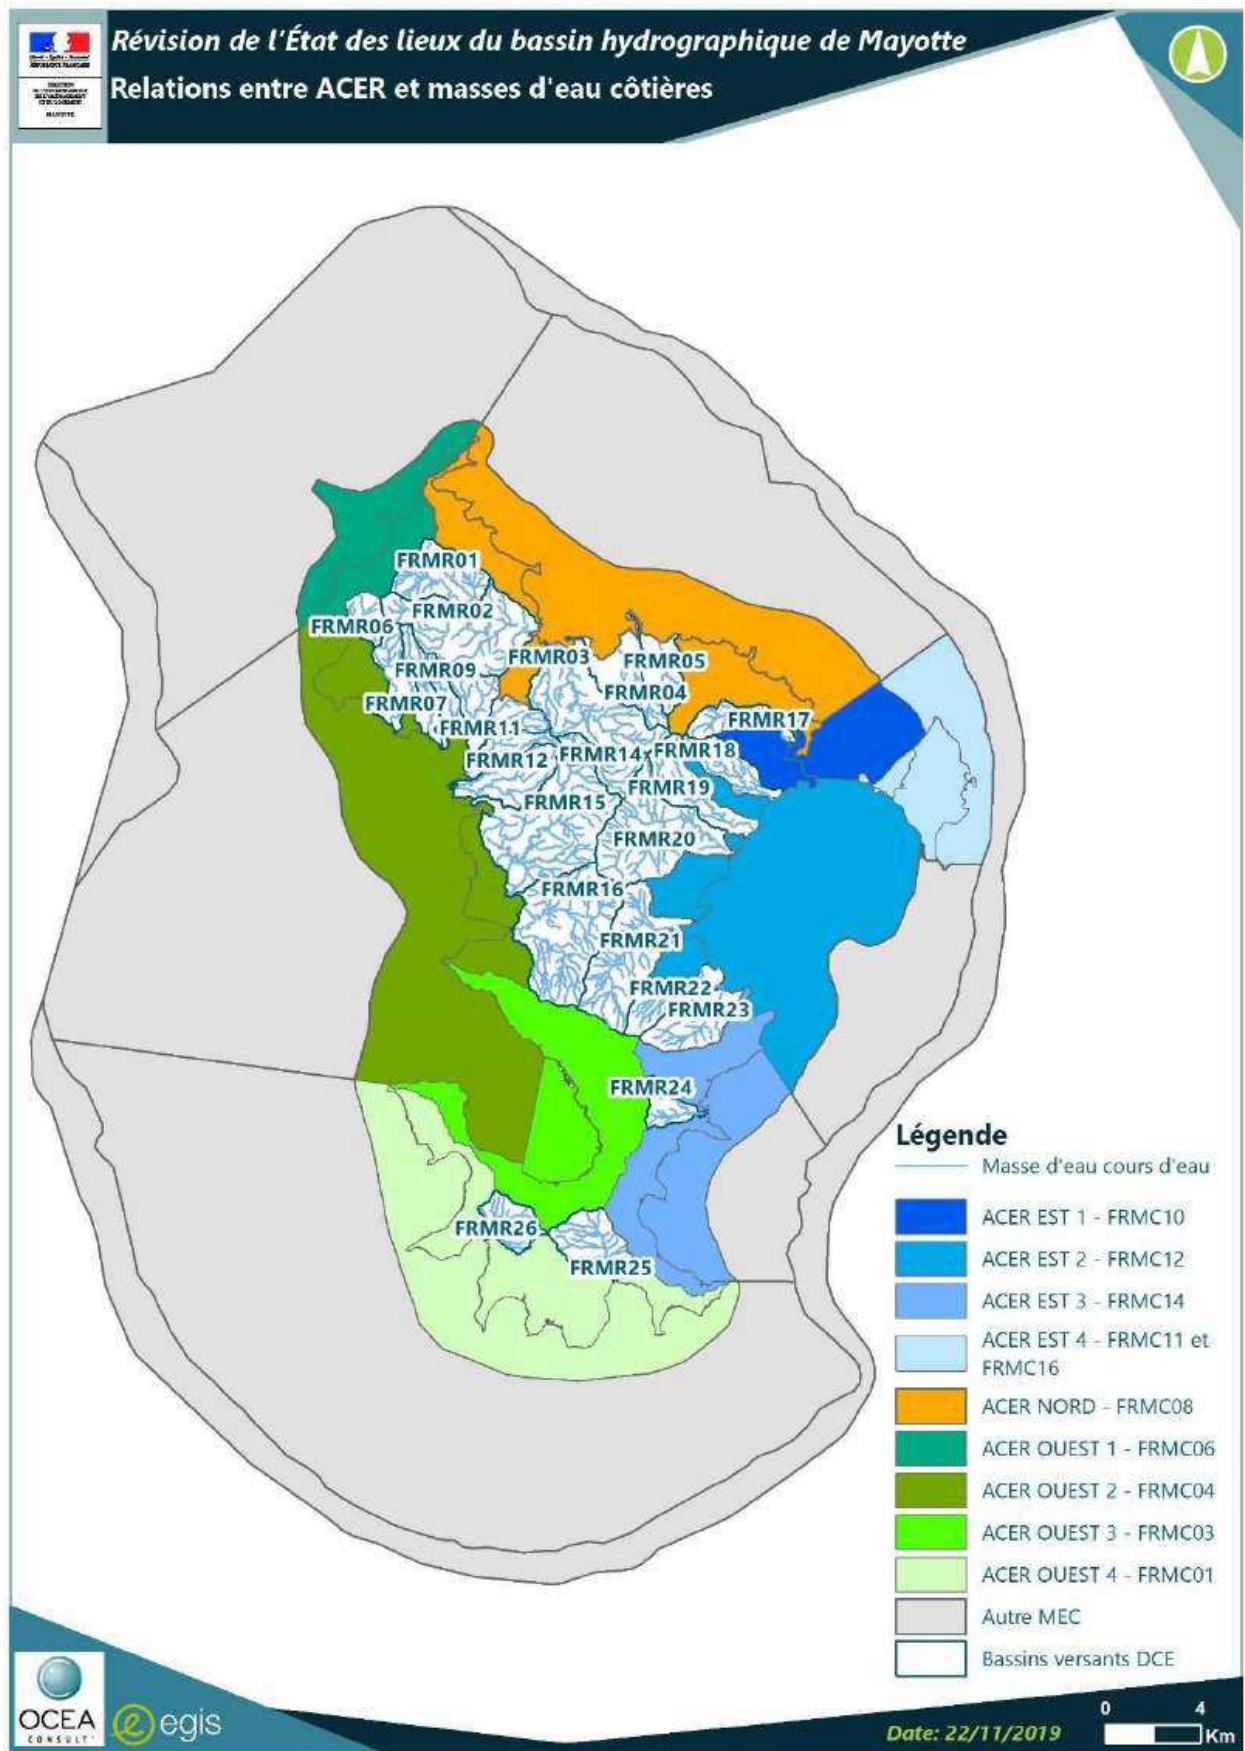 Révision de l'État des lieux du bassin hydrographique de Mayotte
Relations entre ACER et masses d'eau côtières
MAYOTTE
FRMR01
FRMR02
FRMR06
FRMR03
FRMR05
FRMR09
FRMR04
FRMR07
FRMR17
FRMR11
FRMR14
FRMR18
FRMR12
FRMR19
FRMR15
FRMR20
FRMR16
FRMR21
FRMR22
FRMR23
FRMR24
FRMR26
FRMR25
Légende
Masse d'eau cours d'eau
ACER EST 1 - FRMC10
ACER EST 2 - FRMC12
ACER EST 3 - FRMC14
ACER EST 4 - FRMC11 et
FRMC16
ACER NORD - FRMC08
ACER OUEST 1 - FRMC06
ACER OUEST 2 - FRMC04
ACER OUEST 3 - FRMC03
ACER OUEST 4 - FRMC01
Autre MEC
Bassins versants DCE
OCEA
CONSULT'
egis
Date: 22/11/2019
0 4
Km